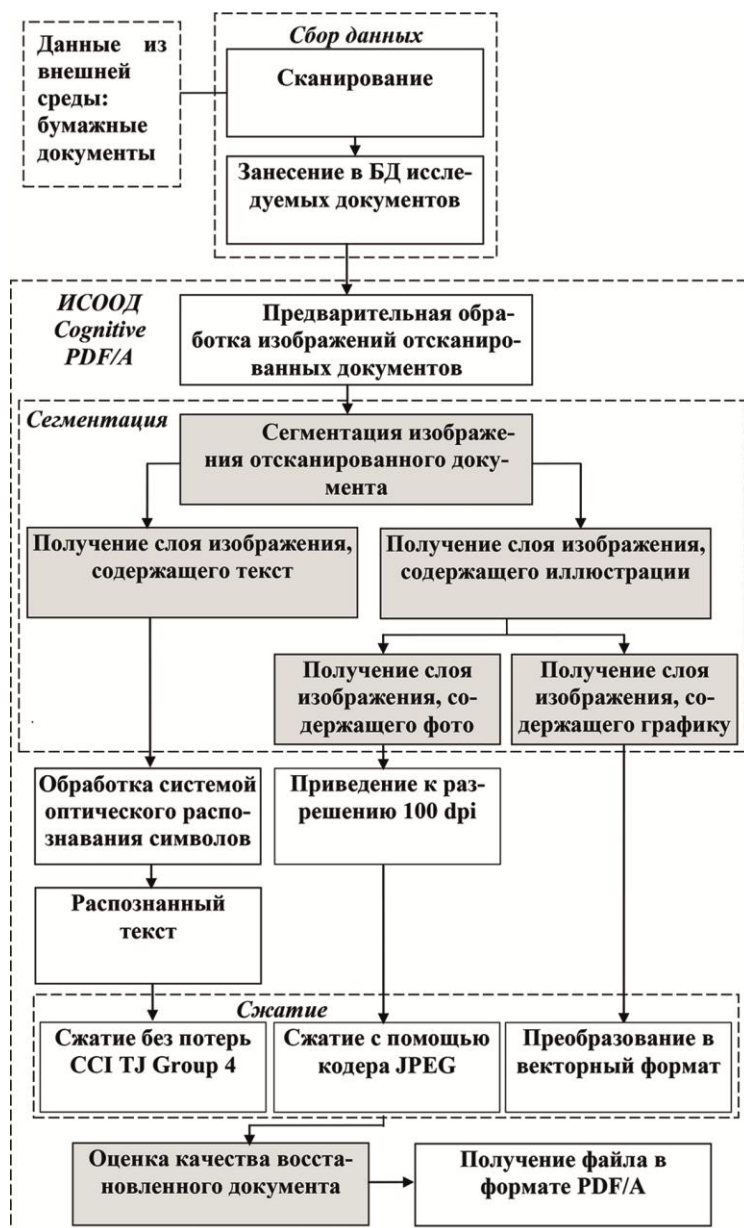 Данные из
внешней
среды:
бумажные
документы
Сбор данных
Сканирование
Занесение в БД иссле-
дуемых документов
ИСООД
Cognitive
PDF/A
Предварительная обра-
ботка изображений отсканиро-
ванных документов
Сегментация
Сегментация изображе-
ния отсканированного доку-
мента
Получение слоя изображения,
содержащего текст
Получение слоя изображения,
содержащего иллюстрации
Получение слоя
изображения, со-
держащего фото
Получение слоя
изображения, со-
держащего графику
Обработка системой
оптического распо-
знавания символов
Приведение к раз-
решению 100 dpi
Распознанный
текст
Сжатие
Сжатие без потерь
CCI TJ Group 4
Сжатие с помощью
кодера JPEG
Преобразование в
векторный формат
Оценка качества восста-
новленного документа
Получение файла в
формате PDF/A